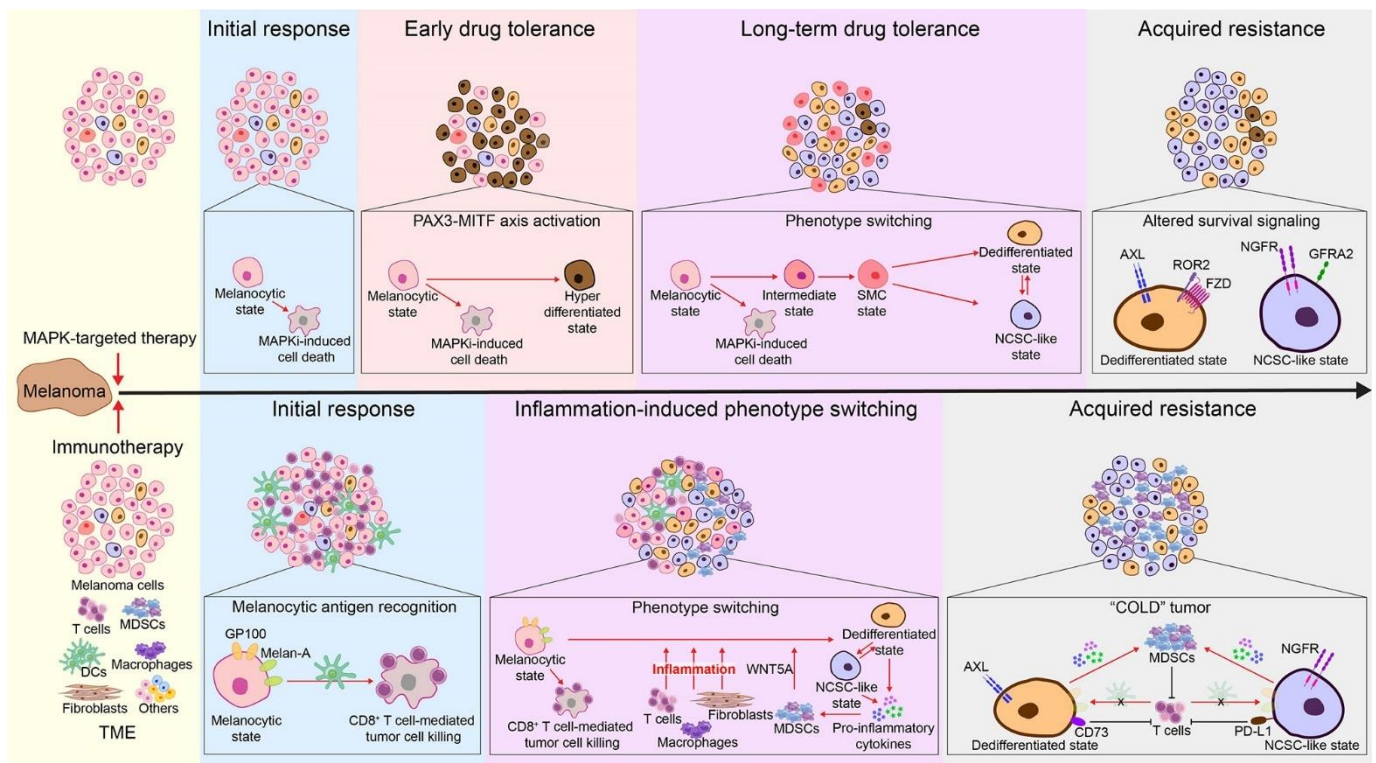 Initial response
Early drug tolerance
Long-term drug tolerance
Acquired resistance
Melanocytic
state
MAPKi-induced
cell death
PAX3-MITF axis activation
Melanocytic
state
MAPKi-induced
cell death
Hyper
differentiated
state
Phenotype switching
Melanocytic
state
MAPKi-induced
cell death
Intermediate
state
SMC
state
Dedifferentiated
state
NCSC-like
state
Altered survival signaling
AXL
ROR2
FZD
NGFR
GFRA2
Dedifferentiated state
NCSC-like state
MAPK-targeted therapy
Melanoma
Immunotherapy
Melanoma cells
T cells
MDSCs
DCs
Macrophages
Fibroblasts
Others
TME
Initial response
Inflammation-induced phenotype switching
Acquired resistance
Melanocytic antigen recognition
GP100
Melan-A
Melanocytic
state
CD8⁺ T cell-mediated
tumor cell killing
Phenotype switching
Melanocytic
state
CD8⁺ T cell-mediated
tumor cell killing
Inflammation
T cells
Macrophages
Fibroblasts
WNT5A
MDSCs
Dedifferentiated
state
NCSC-like
state
Pro-inflammatory
cytokines
"COLD" tumor
AXL
MDSCs
NGFR
X
X
CD73
T cells
PD-L1
Dedifferentiated state
NCSC-like state